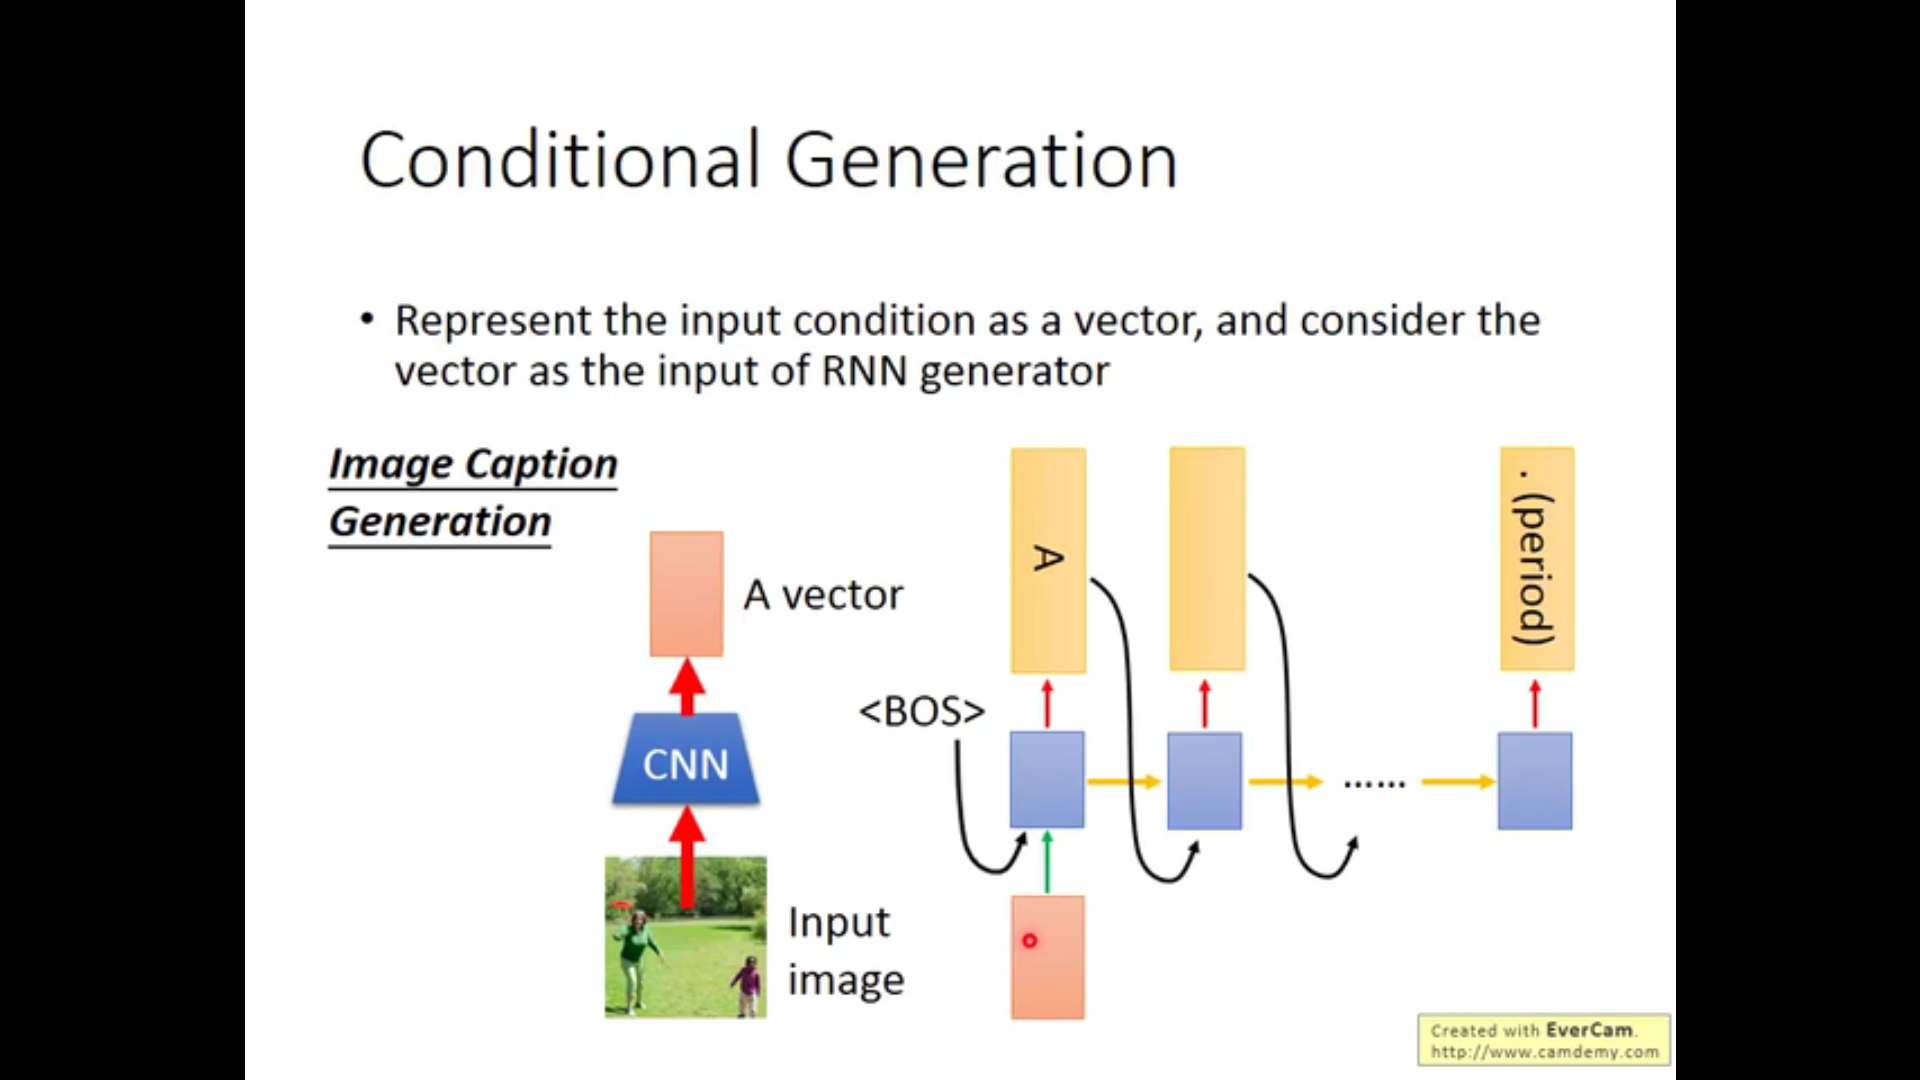 Conditional Generation
• Represent the input condition as a vector, and consider the
vector as the input of RNN generator
Image Caption
Generation
A vector
CNN
Input
image
<BOS>
A
. (period)
......
Created with EverCam.
http://www.camdemy.com